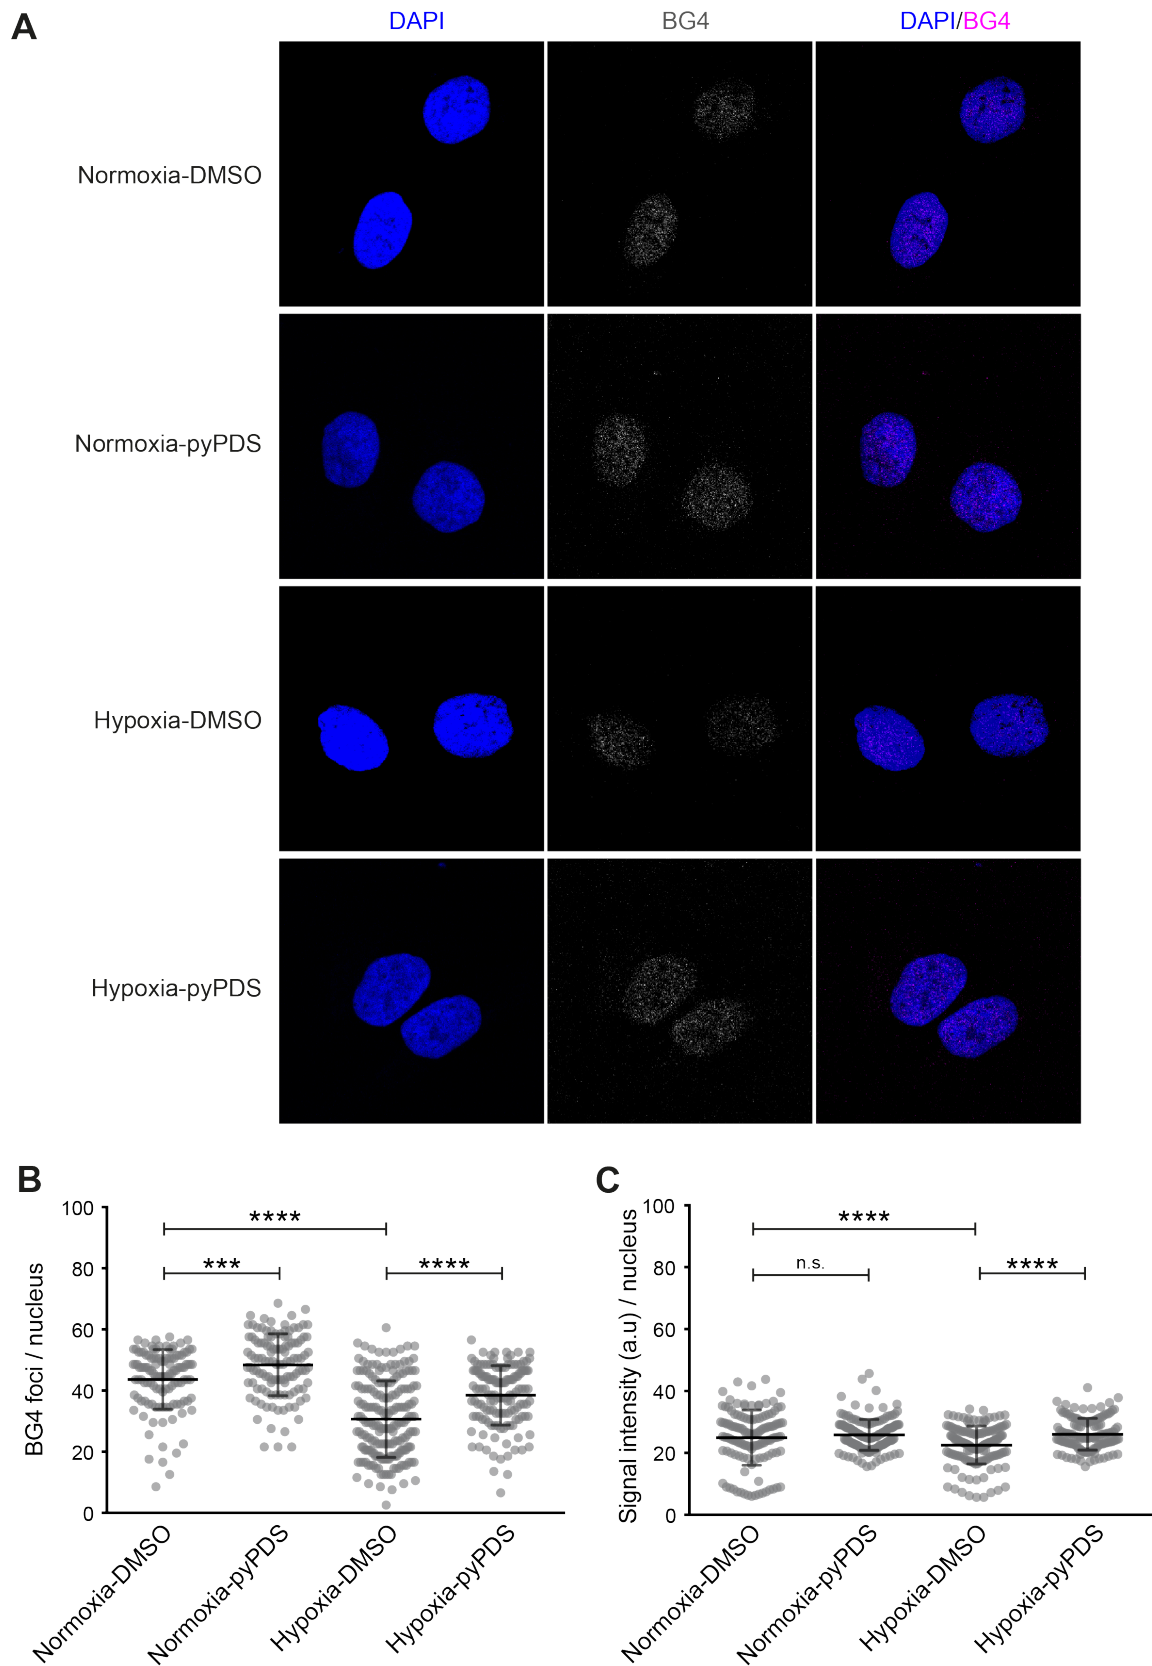 A
DAPI
BG4
DAPI/BG4
Normoxia-DMSO
Normoxia-pyPDS
Hypoxia-DMSO
Hypoxia-pyPDS
B
BG4 foci / nucleus
100
80
60
40
20
0
****
***
****
Normoxia-DMSO
Normoxia-pyPDS
Hypoxia-DMSO
Hypoxia-pyPDS
C
Signal intensity (a.u) / nucleus
100
80
60
40
20
0
****
n.s.
****
Normoxia-DMSO
Normoxia-pyPDS
Hypoxia-DMSO
Hypoxia-pyPDS